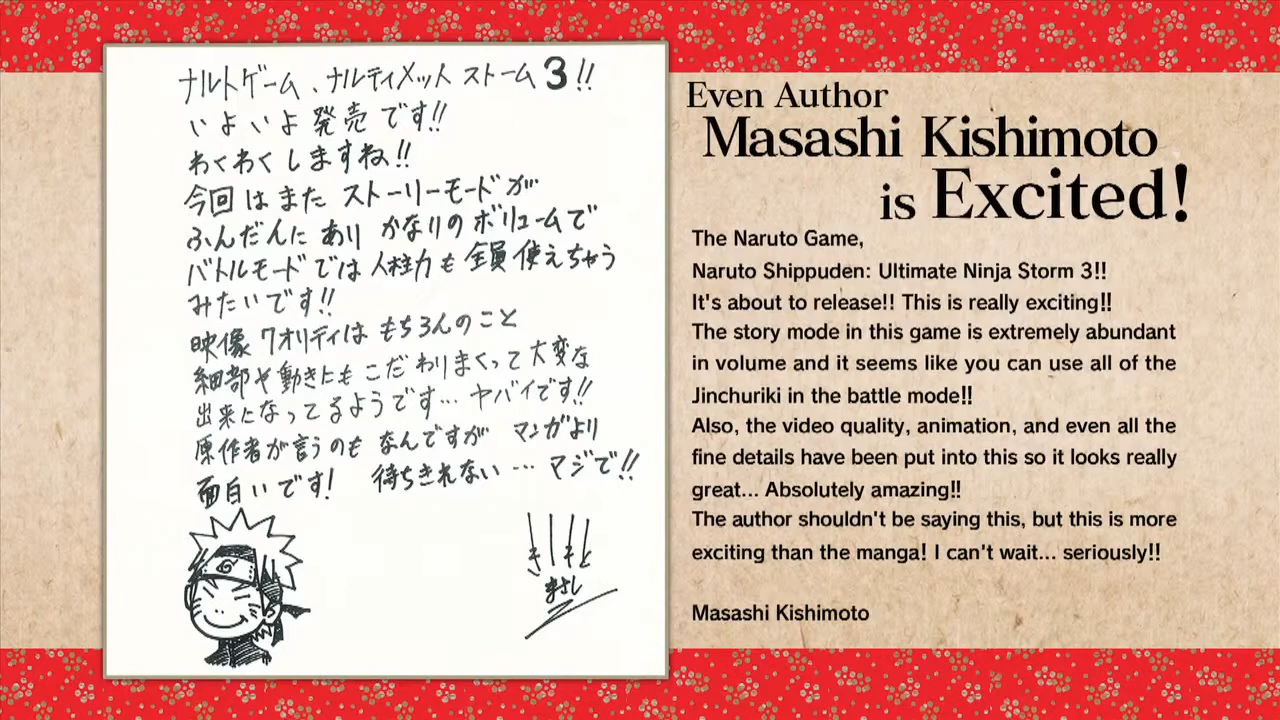 ナルトゲーム、ナルティメット ストーム3!!
いよいよ発売です!!
わくわくしますね!!
今回はまた ストーリーモードが
ふんだんに あり かなりの ボリュームで
バトルモードでは 人柱力も 全員 使えちゃう
みたいです!!
映像 クオリティは もちろんのこと
細部や動きにも こだわりまくって 大変な
出来になってるようです… ヤバイです!!
原作者が言うのも なんですが マンガより
面白いです! 待ちきれない… マジで!!
きしもと
まさし
Even Author
Masashi Kishimoto
is Excited!
The Naruto Game,
Naruto Shippuden: Ultimate Ninja Storm 3!!
It's about to release!! This is really exciting!!
The story mode in this game is extremely abundant
in volume and it seems like you can use all of the
Jinchuriki in the battle mode!!
Also, the video quality, animation, and even all the
fine details have been put into this so it looks really
great... Absolutely amazing!!
The author shouldn't be saying this, but this is more
exciting than the manga! I can't wait... seriously!!
Masashi Kishimoto